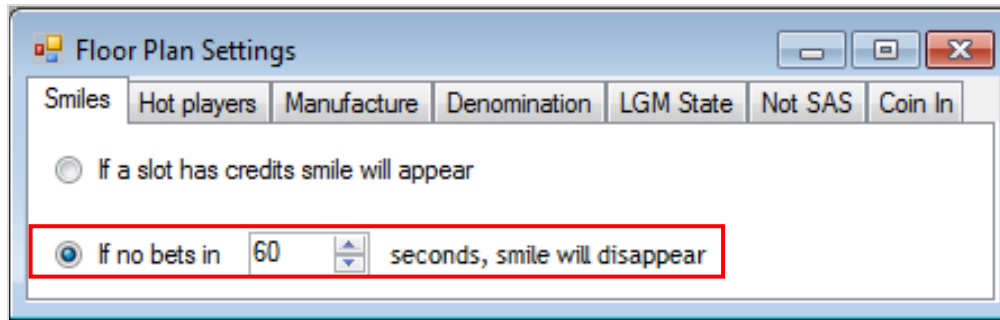 Floor Plan Settings
Smiles Hot players Manufacture Denomination LGM State Not SAS Coin In
If a slot has credits smile will appear
If no bets in 60 seconds, smile will disappear